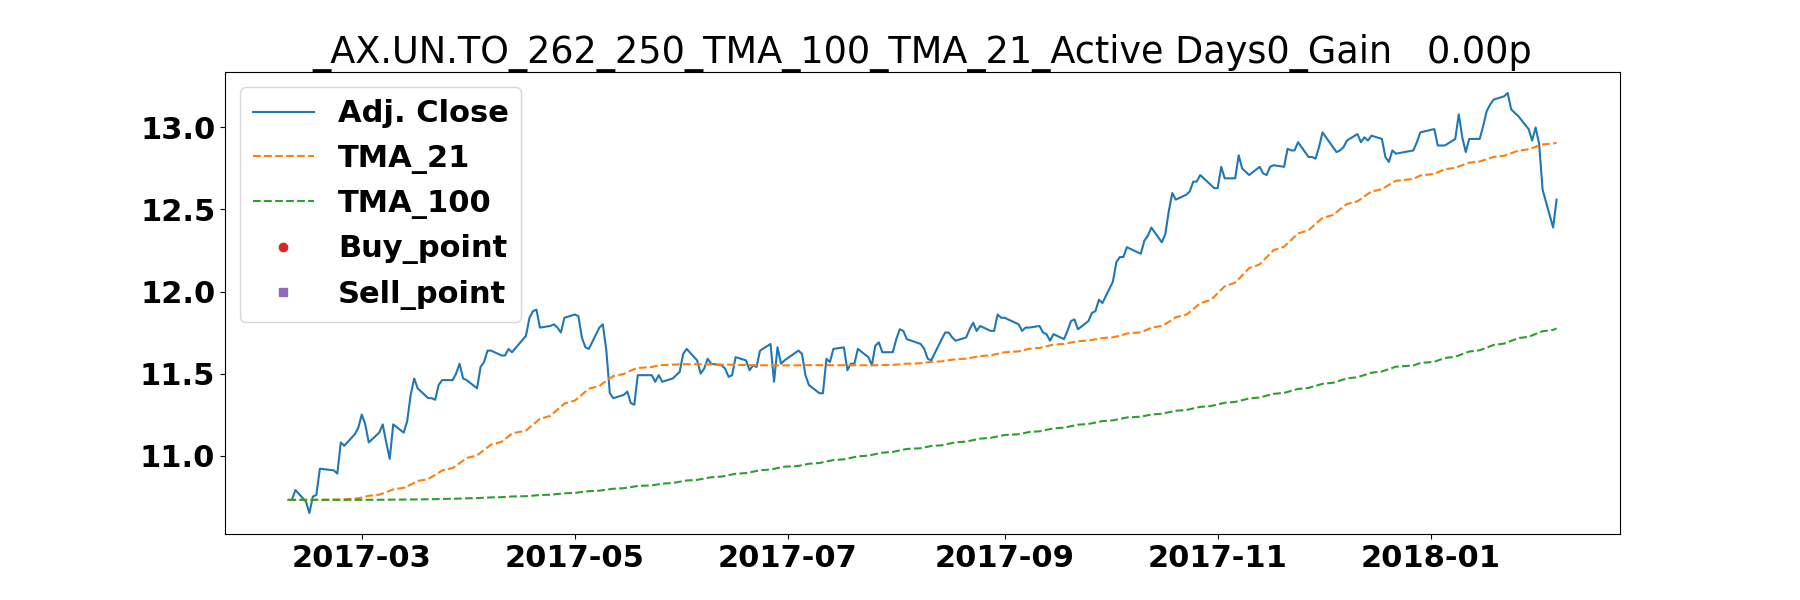 _AX.UN.TO_262_250_TMA_100_TMA_21_Active Days0_Gain   0.00p
Adj. Close
TMA_21
TMA_100
Buy_point
Sell_point
13.0
12.5
12.0
11.5
11.0
2017-03 2017-05 2017-07 2017-09 2017-11 2018-01